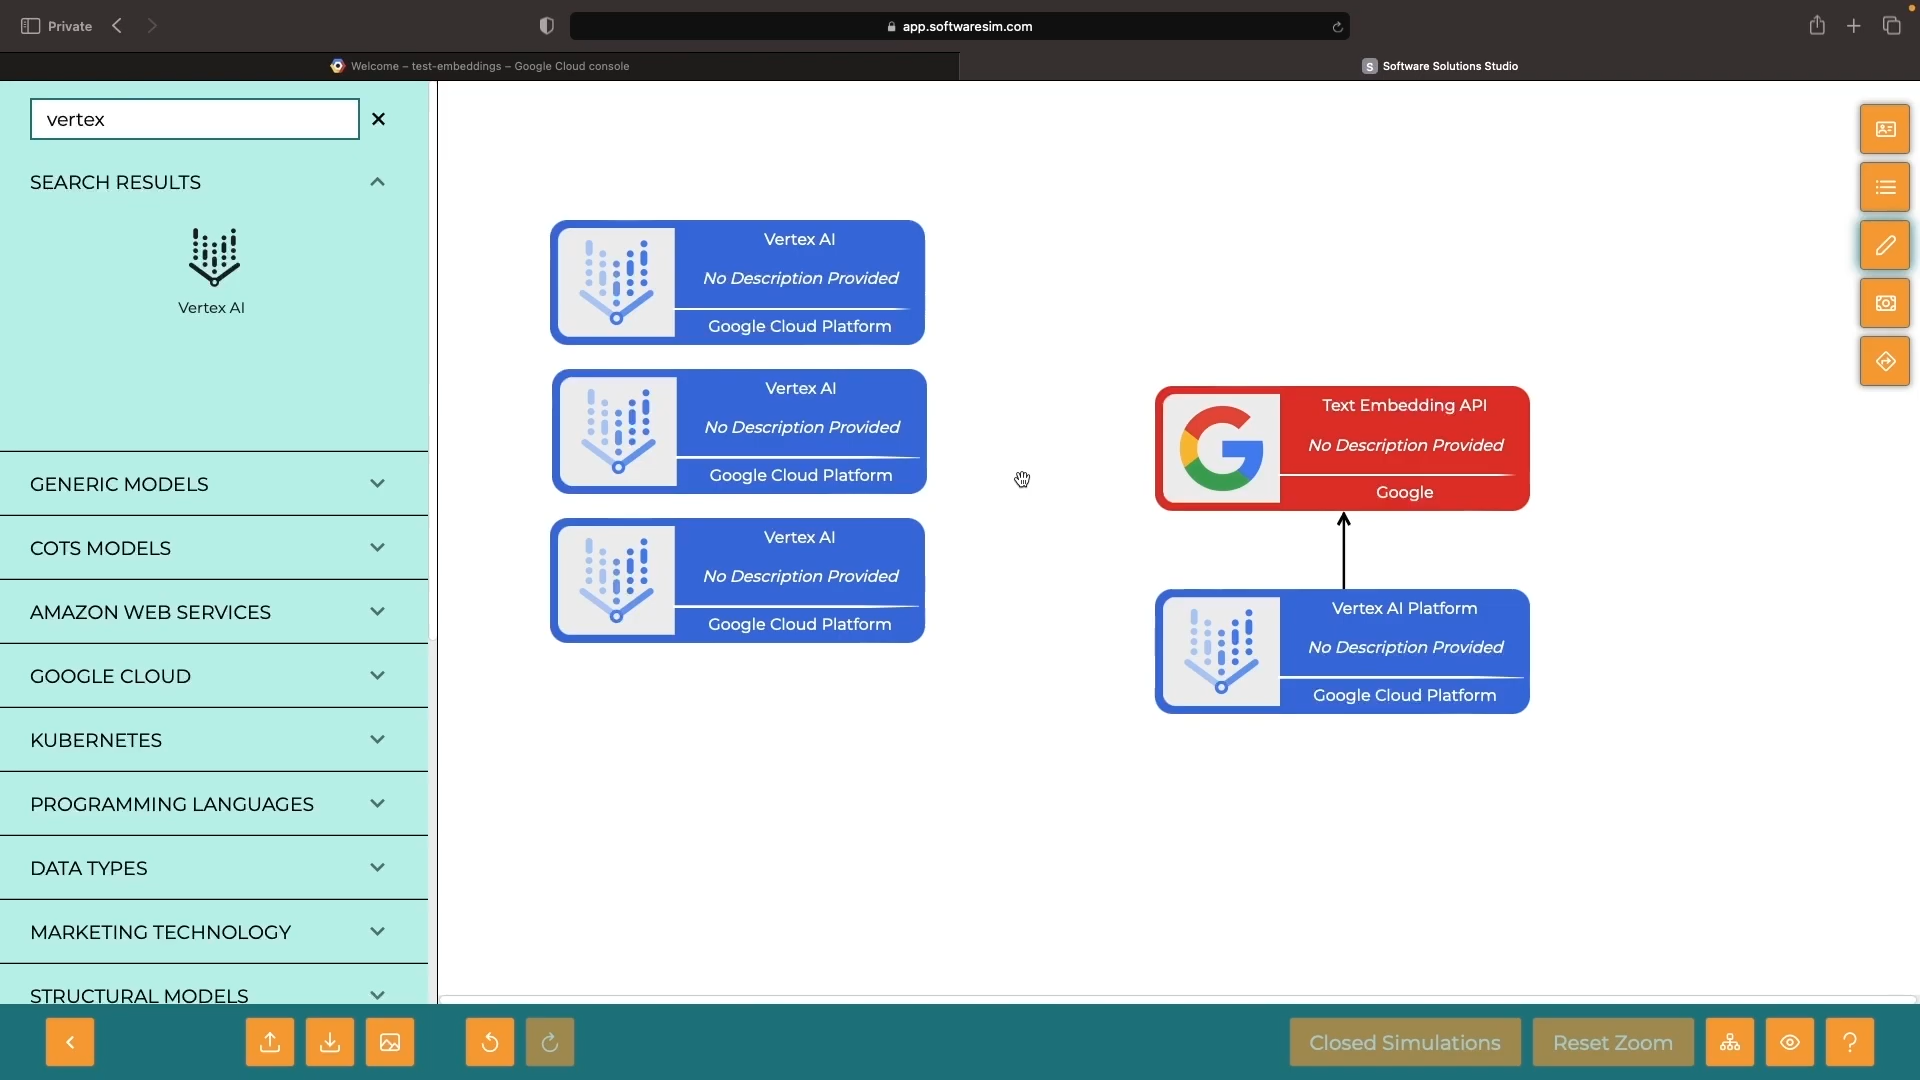 Private
app.softwaresim.com
Welcome – test-embeddings – Google Cloud console
S Software Solutions Studio
vertex
SEARCH RESULTS
Vertex AI
GENERIC MODELS
COTS MODELS
AMAZON WEB SERVICES
GOOGLE CLOUD
KUBERNETES
PROGRAMMING LANGUAGES
DATA TYPES
MARKETING TECHNOLOGY
STRUCTURAL MODELS
Vertex AI
No Description Provided
Google Cloud Platform
Vertex AI
No Description Provided
Google Cloud Platform
Vertex AI
No Description Provided
Google Cloud Platform
Text Embedding API
No Description Provided
Google
Vertex AI Platform
No Description Provided
Google Cloud Platform
Closed Simulations
Reset Zoom
?